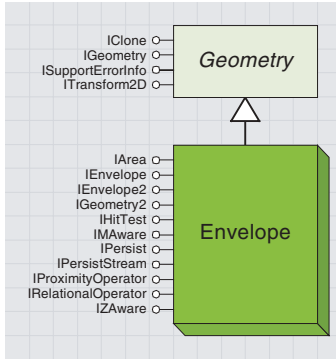 IClone
IGeometry
ISupportErrorInfo
ITransform2D
Geometry
IArea
IEnvelope
IEnvelope2
IGeometry2
IHitTest
IMAware
IPersist
IPersistStream
IProximityOperator
IRelationalOperator
IZAware
Envelope